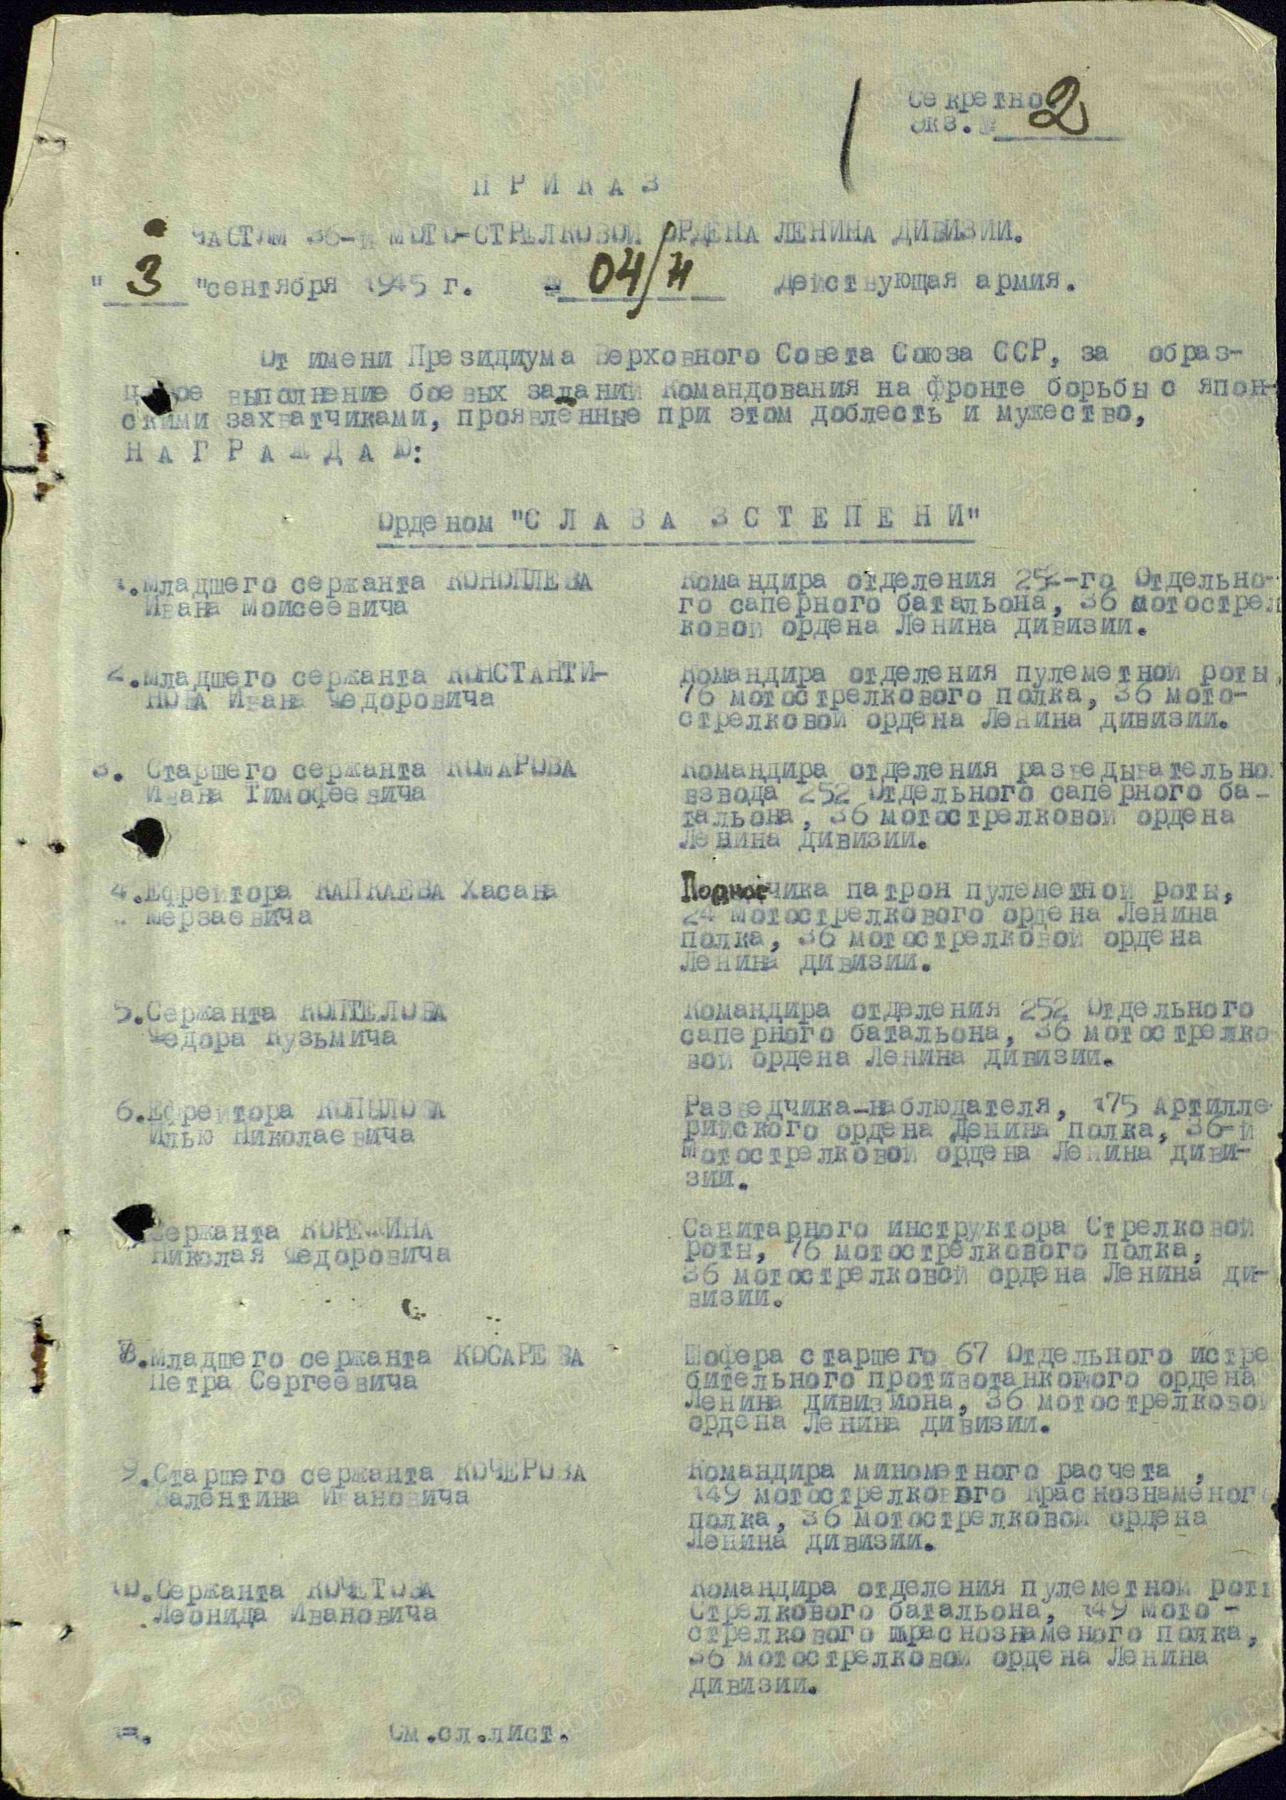 Секретно.
Экз.№ 2
П Р И К А З
ЧАСТЯМ 36-й МОТО-СТРЕЛКОВОЙ ОРДЕНА ЛЕНИНА ДИВИЗИИ.
" 3 "сентября 1945 г. № 04/н Действующая армия.
От имени Президиума Верховного Совета Союза ССР, за образ-
цовое выполнение боевых заданий Командования на фронте борьбы с япон-
скими захватчиками, проявленные при этом доблесть и мужество,
Н А Г Р А Ж Д А Ю:
Орденом "С Л А В А 3 С Т Е П Е Н И"
1.Младшего сержанта КОНОПЛЕВА
Ивана Моисеевича
Командира отделения 252-го Отдельно-
го саперного батальона, 36 мотострел
ковой ордена Ленина дивизии.
2.Младшего сержанта КОНСТАНТИ-
НОВА Ивана Федоровича
Командира отделения пулеметной роты,
76 мотострелкового полка, 36 мото-
стрелковой ордена Ленина дивизии.
3. Старшего сержанта КОМАРОВА
Ивана Тимофеевича
Командира отделения разведывательно
взвода 252 Отдельного саперного ба-
тальона, 36 мотострелковой ордена
Ленина дивизии.
4.Ефрейтора КАПКАЕВА Хасана
Мерзаевича
Подносчика патрон пулеметной роты,
24 мотострелкового ордена Ленина
полка, 36 мотострелковой ордена
Ленина дивизии.
5.Сержанта КОПТЕЛОВА
Федора Кузьмича
Командира отделения 252 Отдельного
саперного батальона, 36 мотострелко
вой ордена Ленина дивизии.
6.Ефрейтора КОПЫЛОВА
Илью Николаевича
Разведчика-наблюдателя, 175 Артилле-
рийского ордена Ленина полка, 36-й
Мотострелковой ордена Ленина диви-
зии.
Сержанта КОРЕМИНА
Николая Федоровича
Санитарного инструктора Стрелковой
роты, 76 мотострелкового полка,
36 мотострелковой ордена Ленина ди-
визии.
8.Младшего сержанта КОСАРЕВА
Петра Сергеевича
Шофера старшего 67 Отдельного истре
бительного противотанкового ордена
Ленина дивизиона, 36 мотострелковой
ордена Ленина дивизии.
9.Старшего сержанта КОЧЕРОВА
Валентина Ивановича
Командира минометного расчета ,
149 мотострелкового Краснознаменого
полка, 36 мотострелковой ордена
Ленина дивизии.
10.Сержанта КОЧЕТОВА
Леонида Ивановича
Командира отделения пулеметной роты
Стрелкового батальона, 149 мото -
стрелкового Краснознаменого полка,
36 мотострелковой ордена Ленина
дивизии.
См.сл.лист.